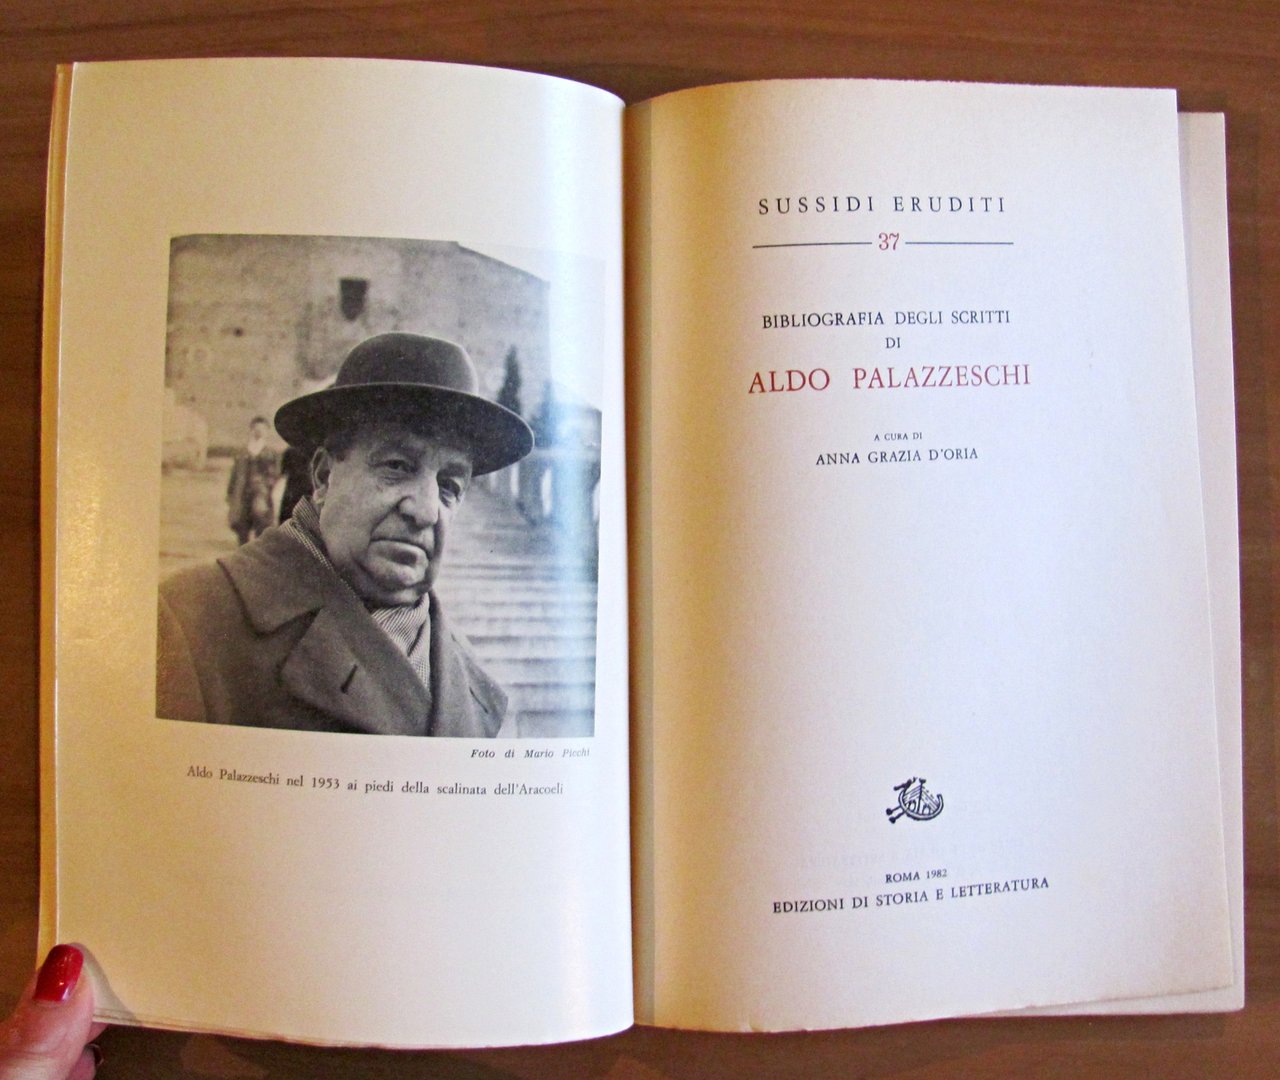 Foto di Mario Picchi
Aldo Palazzeschi nel 1953 ai piedi della scalinata dell'Aracoeli
SUSSIDI ERUDITI
37
BIBLIOGRAFIA DEGLI SCRITTI
DI
ALDO PALAZZESCHI
A CURA DI
ANNA GRAZIA D'ORIA
ROMA 1982
EDIZIONI DI STORIA E LETTERATURA